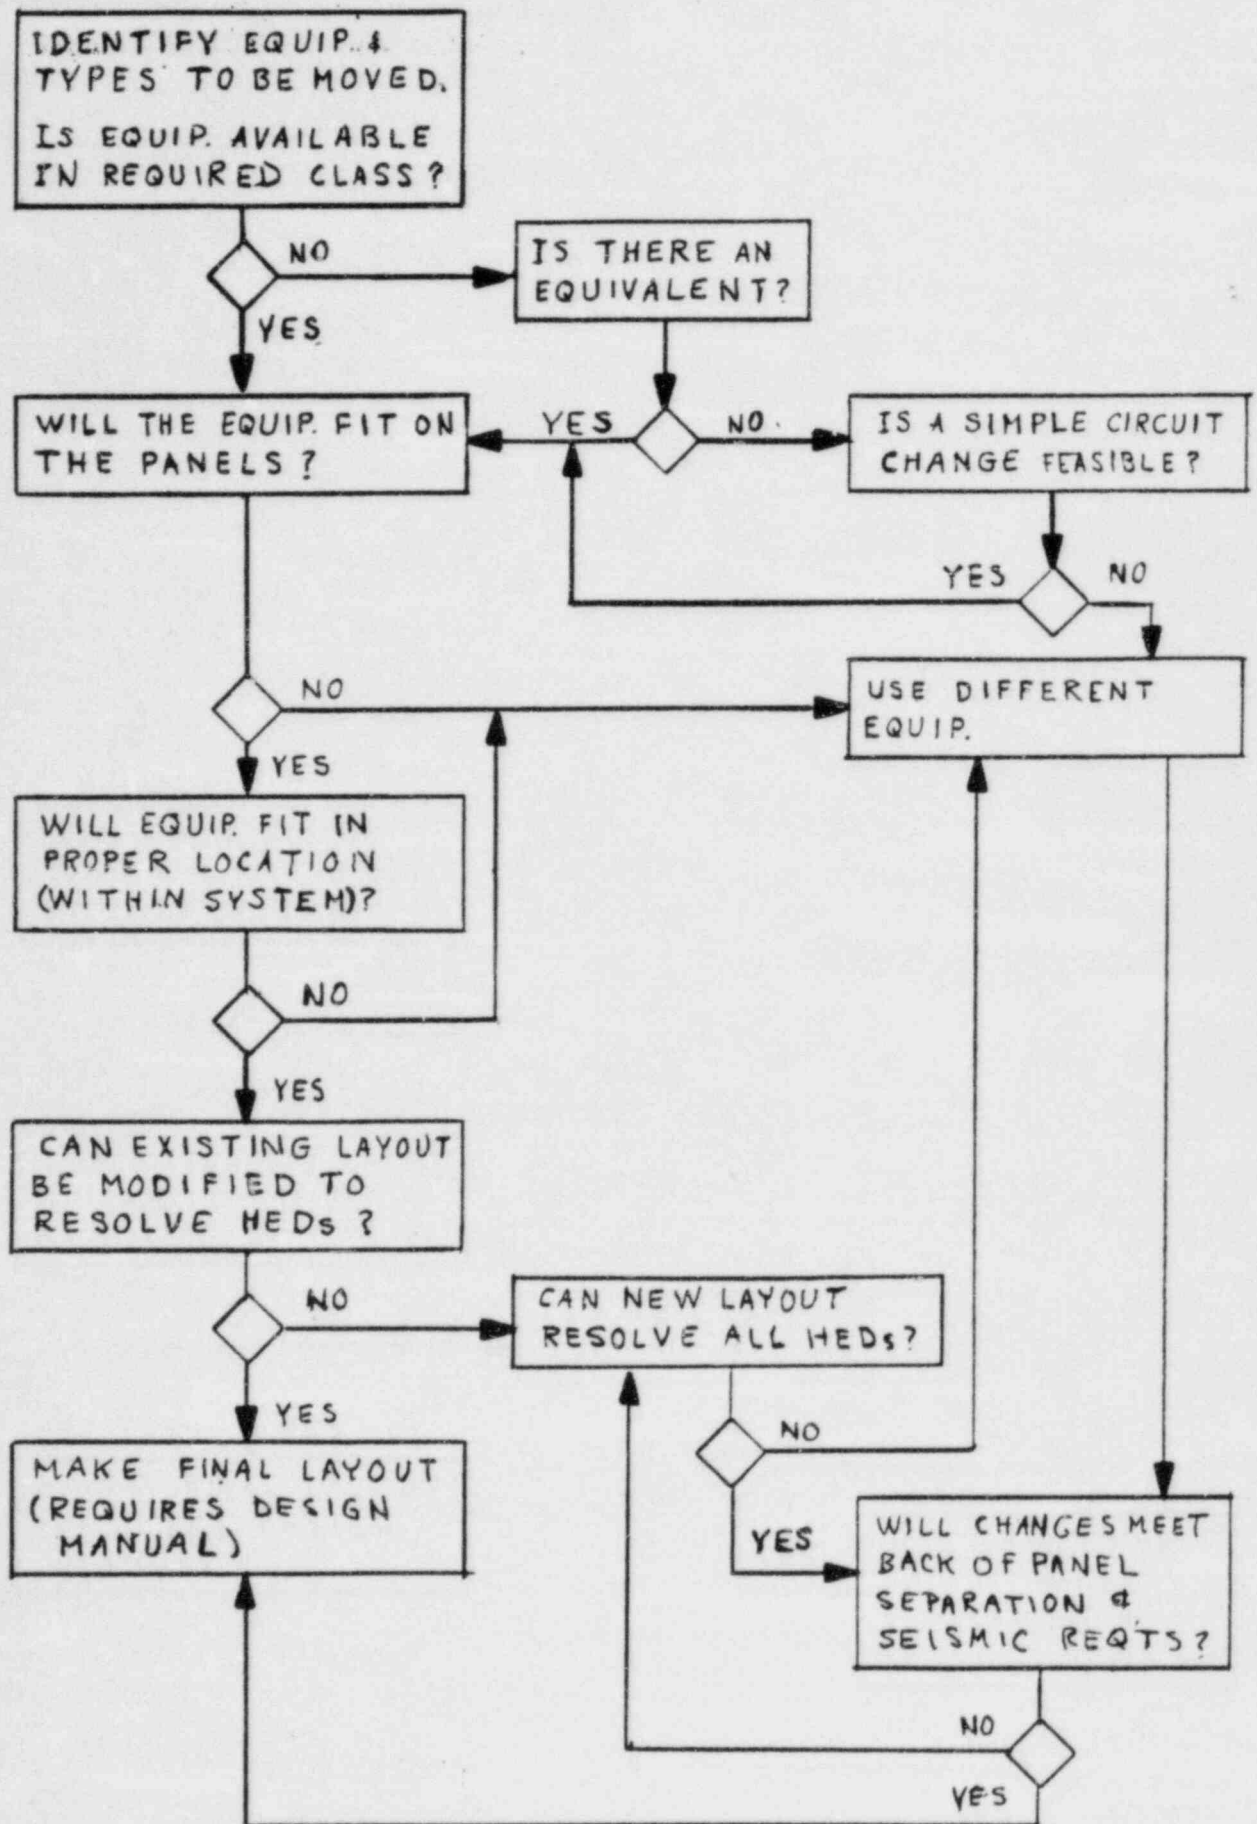 IDENTIFY EQUIP. &
TYPES TO BE MOVED.
IS EQUIP. AVAILABLE
IN REQUIRED CLASS?
NO
YES
IS THERE AN
EQUIVALENT?
WILL THE EQUIP. FIT ON
THE PANELS?
YES
NO.
IS A SIMPLE CIRCUIT
CHANGE FEASIBLE?
YES
NO
NO
YES
USE DIFFERENT
EQUIP.
WILL EQUIP. FIT IN
PROPER LOCATION
(WITHIN SYSTEM)?
NO
YES
CAN EXISTING LAYOUT
BE MODIFIED TO
RESOLVE HEDs?
NO
YES
CAN NEW LAYOUT
RESOLVE ALL HEDs?
NO
YES
MAKE FINAL LAYOUT
(REQUIRES DESIGN
MANUAL)
WILL CHANGES MEET
BACK OF PANEL
SEPARATION &
SEISMIC REQTS?
NO
YES